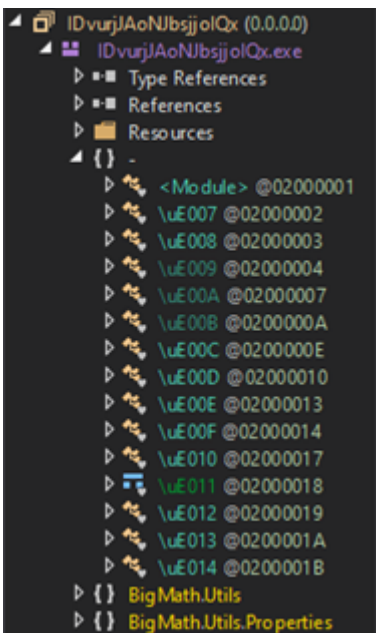 IDvurjJAoNJbsjjolQx (0.0.0.0)
IDvurjJAoNJbsjjolQx.exe
Type References
References
Resources
{ } -
<Module> @02000001
\uE007 @02000002
\uE008 @02000003
\uE009 @02000004
\uE00A @02000007
\uE00B @0200000A
\uE00C @0200000E
\uE00D @02000010
\uE00E @02000013
\uE00F @02000014
\uE010 @02000017
\uE011 @02000018
\uE012 @02000019
\uE013 @0200001A
\uE014 @0200001B
{ } BigMath.Utils
{ } BigMath.Utils.Properties